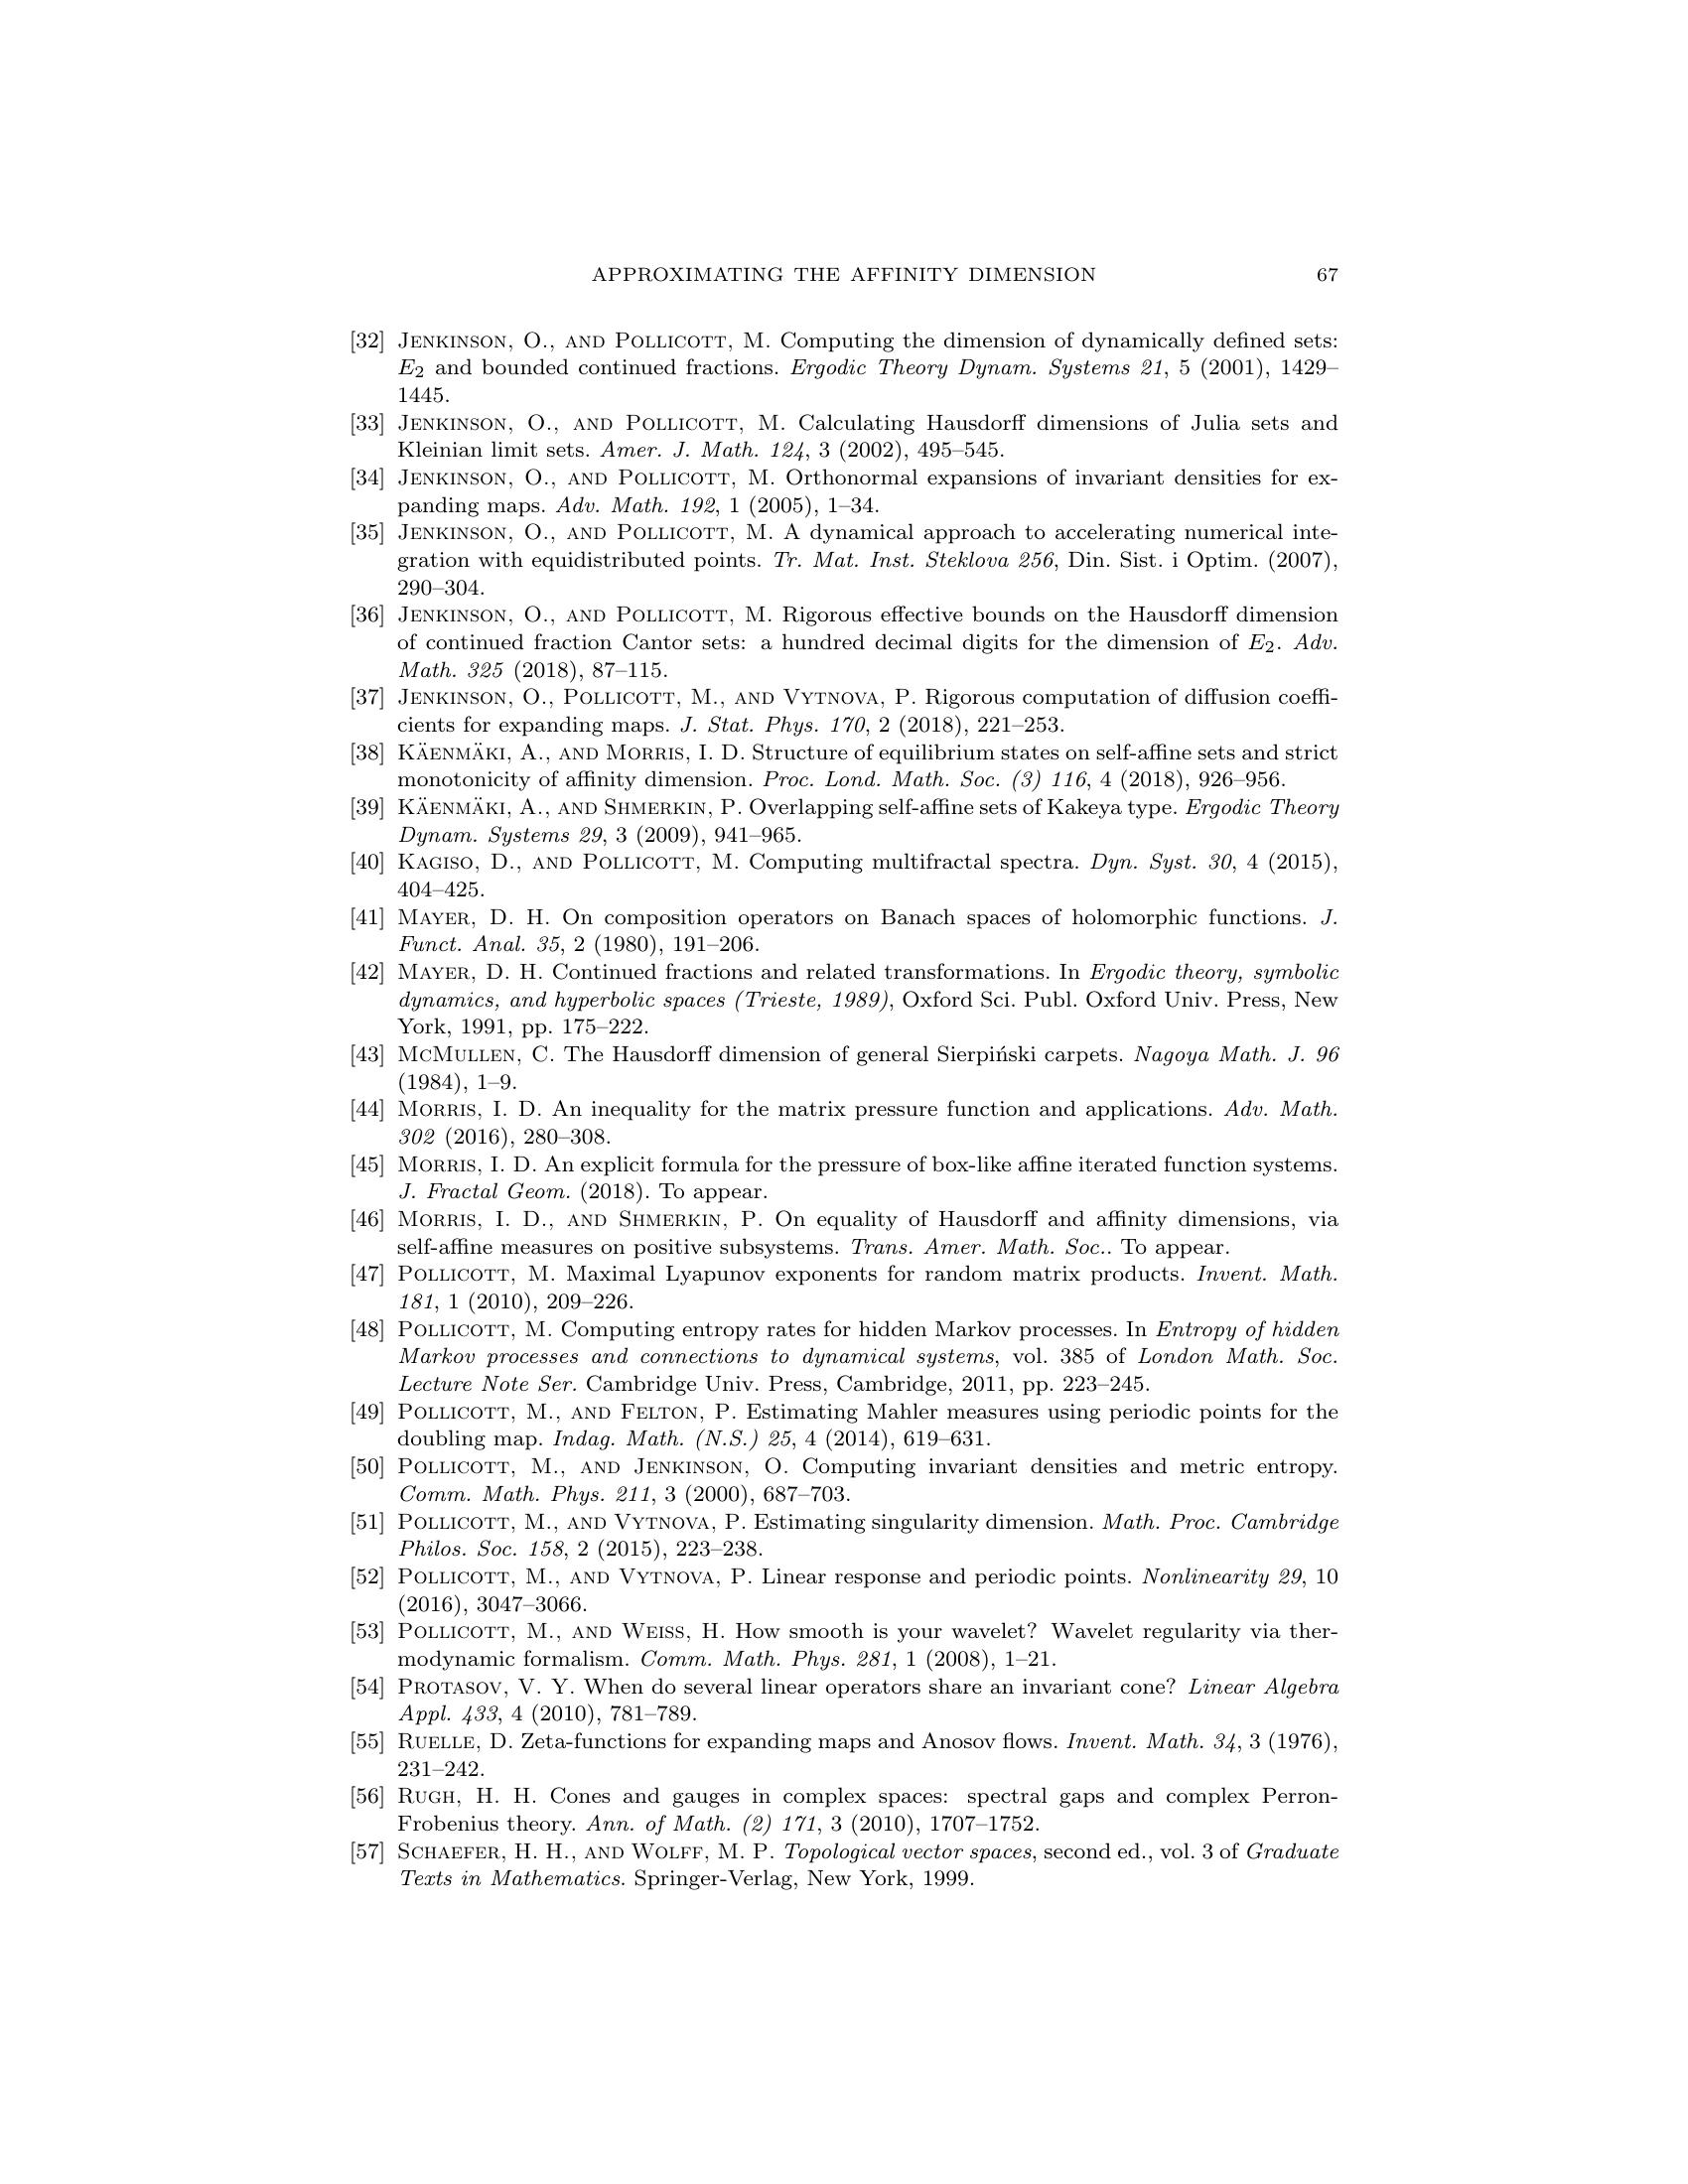 APPROXIMATING THE AFFINITY DIMENSION 67
[32] Jenkinson, O., and Pollicott, M. Computing the dimension of dynamically defined sets:
E₂ and bounded continued fractions. Ergodic Theory Dynam. Systems 21, 5 (2001), 1429–
1445.
[33] Jenkinson, O., and Pollicott, M. Calculating Hausdorff dimensions of Julia sets and
Kleinian limit sets. Amer. J. Math. 124, 3 (2002), 495–545.
[34] Jenkinson, O., and Pollicott, M. Orthonormal expansions of invariant densities for ex-
panding maps. Adv. Math. 192, 1 (2005), 1–34.
[35] Jenkinson, O., and Pollicott, M. A dynamical approach to accelerating numerical inte-
gration with equidistributed points. Tr. Mat. Inst. Steklova 256, Din. Sist. i Optim. (2007),
290–304.
[36] Jenkinson, O., and Pollicott, M. Rigorous effective bounds on the Hausdorff dimension
of continued fraction Cantor sets: a hundred decimal digits for the dimension of E₂. Adv.
Math. 325 (2018), 87–115.
[37] Jenkinson, O., Pollicott, M., and Vytnova, P. Rigorous computation of diffusion coeffi-
cients for expanding maps. J. Stat. Phys. 170, 2 (2018), 221–253.
[38] Käenmäki, A., and Morris, I. D. Structure of equilibrium states on self-affine sets and strict
monotonicity of affinity dimension. Proc. Lond. Math. Soc. (3) 116, 4 (2018), 926–956.
[39] Käenmäki, A., and Shmerkin, P. Overlapping self-affine sets of Kakeya type. Ergodic Theory
Dynam. Systems 29, 3 (2009), 941–965.
[40] Kagiso, D., and Pollicott, M. Computing multifractal spectra. Dyn. Syst. 30, 4 (2015),
404–425.
[41] Mayer, D. H. On composition operators on Banach spaces of holomorphic functions. J.
Funct. Anal. 35, 2 (1980), 191–206.
[42] Mayer, D. H. Continued fractions and related transformations. In Ergodic theory, symbolic
dynamics, and hyperbolic spaces (Trieste, 1989), Oxford Sci. Publ. Oxford Univ. Press, New
York, 1991, pp. 175–222.
[43] McMullen, C. The Hausdorff dimension of general Sierpiński carpets. Nagoya Math. J. 96
(1984), 1–9.
[44] Morris, I. D. An inequality for the matrix pressure function and applications. Adv. Math.
302 (2016), 280–308.
[45] Morris, I. D. An explicit formula for the pressure of box-like affine iterated function systems.
J. Fractal Geom. (2018). To appear.
[46] Morris, I. D., and Shmerkin, P. On equality of Hausdorff and affinity dimensions, via
self-affine measures on positive subsystems. Trans. Amer. Math. Soc.. To appear.
[47] Pollicott, M. Maximal Lyapunov exponents for random matrix products. Invent. Math.
181, 1 (2010), 209–226.
[48] Pollicott, M. Computing entropy rates for hidden Markov processes. In Entropy of hidden
Markov processes and connections to dynamical systems, vol. 385 of London Math. Soc.
Lecture Note Ser. Cambridge Univ. Press, Cambridge, 2011, pp. 223–245.
[49] Pollicott, M., and Felton, P. Estimating Mahler measures using periodic points for the
doubling map. Indag. Math. (N.S.) 25, 4 (2014), 619–631.
[50] Pollicott, M., and Jenkinson, O. Computing invariant densities and metric entropy.
Comm. Math. Phys. 211, 3 (2000), 687–703.
[51] Pollicott, M., and Vytnova, P. Estimating singularity dimension. Math. Proc. Cambridge
Philos. Soc. 158, 2 (2015), 223–238.
[52] Pollicott, M., and Vytnova, P. Linear response and periodic points. Nonlinearity 29, 10
(2016), 3047–3066.
[53] Pollicott, M., and Weiss, H. How smooth is your wavelet? Wavelet regularity via ther-
modynamic formalism. Comm. Math. Phys. 281, 1 (2008), 1–21.
[54] Protasov, V. Y. When do several linear operators share an invariant cone? Linear Algebra
Appl. 433, 4 (2010), 781–789.
[55] Ruelle, D. Zeta-functions for expanding maps and Anosov flows. Invent. Math. 34, 3 (1976),
231–242.
[56] Rugh, H. H. Cones and gauges in complex spaces: spectral gaps and complex Perron-
Frobenius theory. Ann. of Math. (2) 171, 3 (2010), 1707–1752.
[57] Schaefer, H. H., and Wolff, M. P. Topological vector spaces, second ed., vol. 3 of Graduate
Texts in Mathematics. Springer-Verlag, New York, 1999.